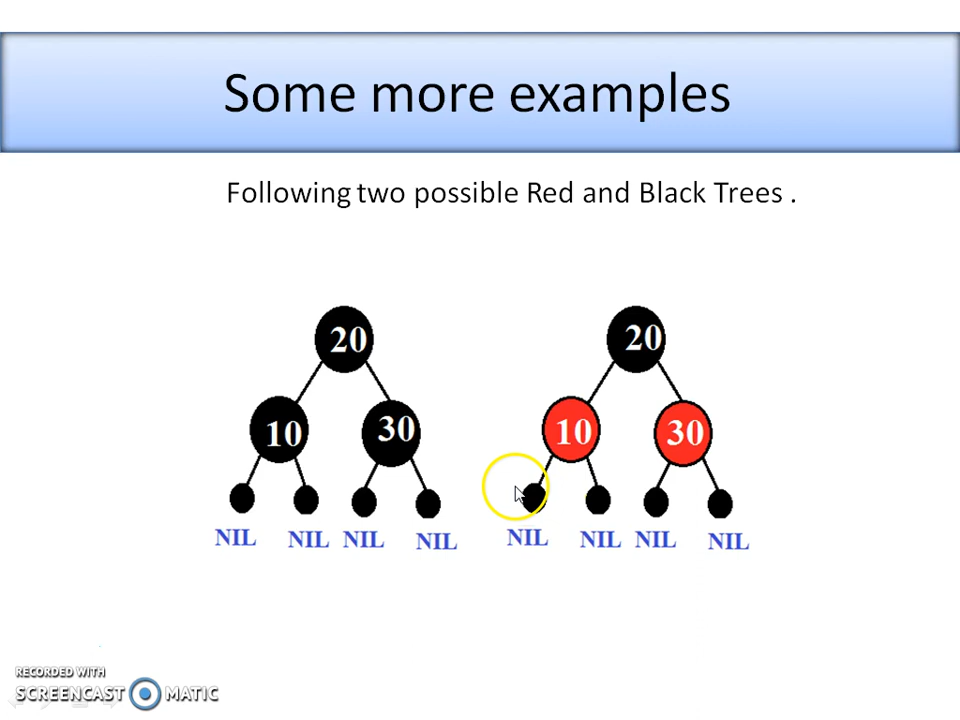 Some more examples
Following two possible Red and Black Trees .
20 20
10 30 10 30
NIL NIL NIL NIL NIL NIL NIL NIL
RECORDED WITH
SCREENCAST MATIC